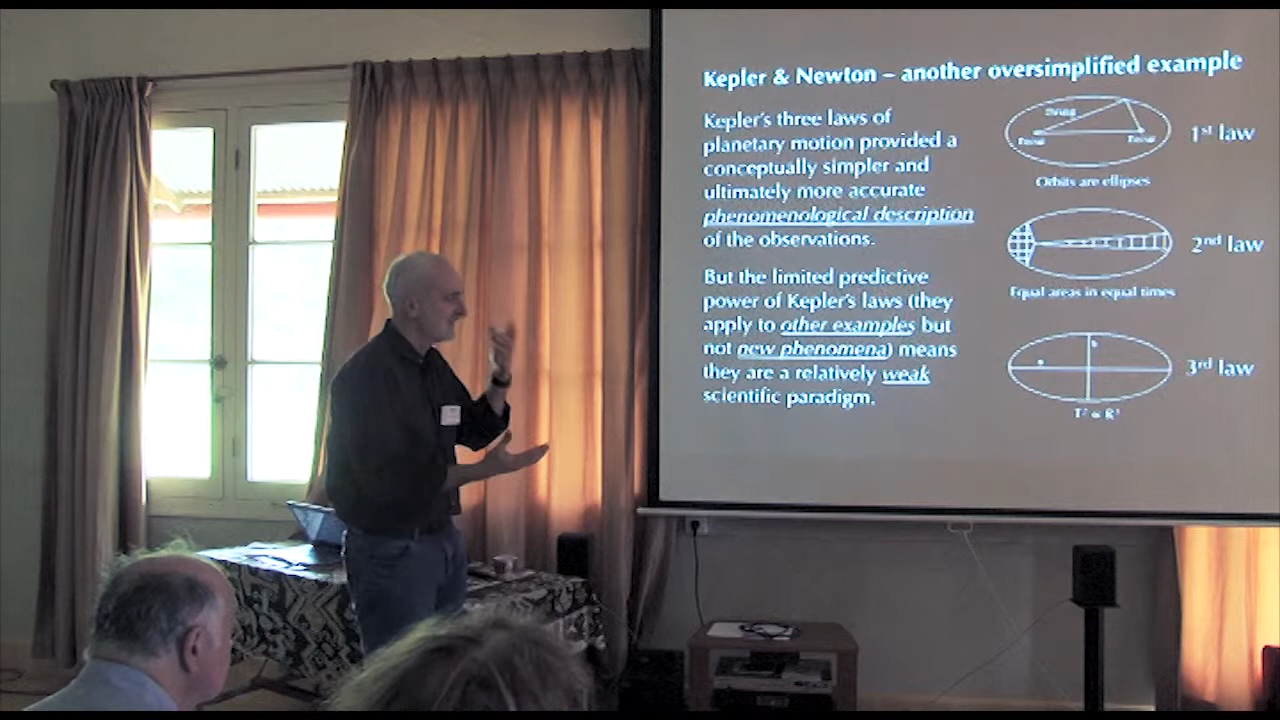 Kepler & Newton – another oversimplified example
Kepler's three laws of
planetary motion provided a
conceptually simpler and
ultimately more accurate
phenomenological description
of the observations.
But the limited predictive
power of Kepler's laws (they
apply to other examples but
not new phenomena) means
they are a relatively weak
scientific paradigm.
String
Focus
Focus
1st law
Orbits are ellipses
2nd law
Equal areas in equal times
3rd law